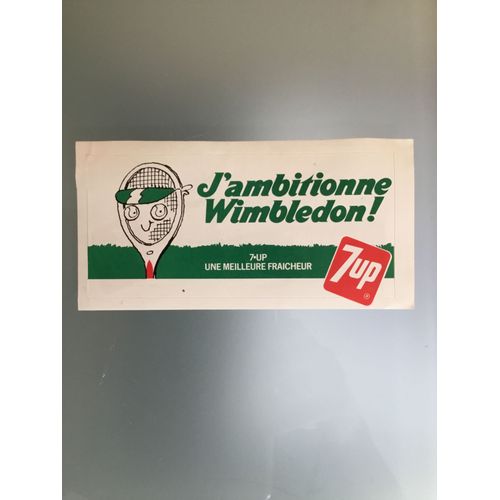 J'ambitionne
Wimbledon!
7·UP
UNE MEILLEURE FRAICHEUR
7up
®